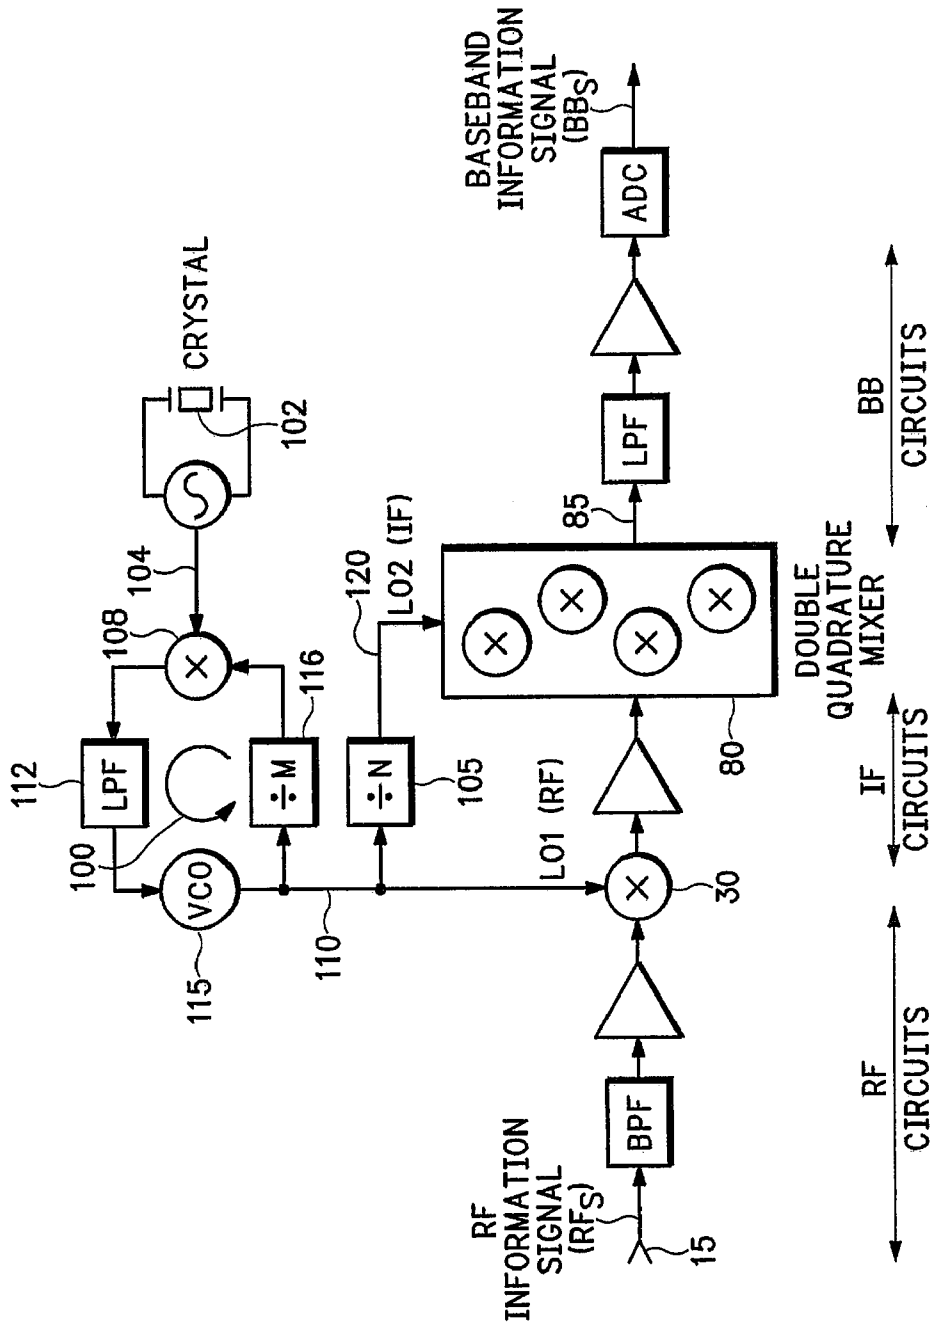 112
LPF
108
104
CRYSTAL
102
100
÷M
116
115
VCO
110
÷N
105
120
LO2 (IF)
LO1 (RF)
BASEBAND
INFORMATION
SIGNAL
(BBS)
RF
INFORMATION
SIGNAL
(RFS)
15
BPF
30
80
85
LPF
ADC
DOUBLE
QUADRATURE
MIXER
RF
CIRCUITS
IF
CIRCUITS
BB
CIRCUITS